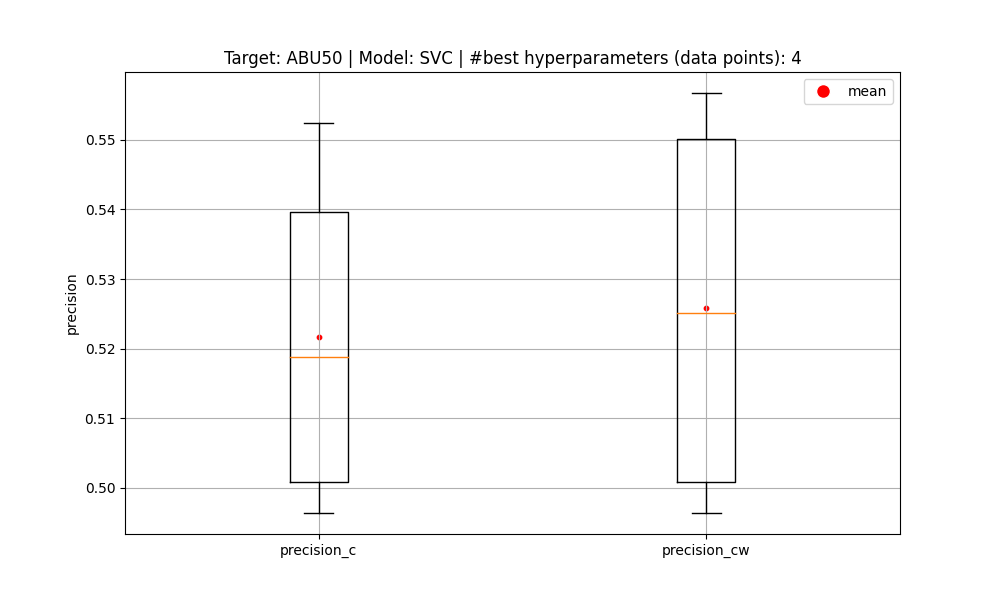 Target: ABU50 | Model: SVC | #best hyperparameters (data points): 4
mean
0.55
0.54
0.53
0.52
0.51
0.50
precision
precision_c
precision_cw